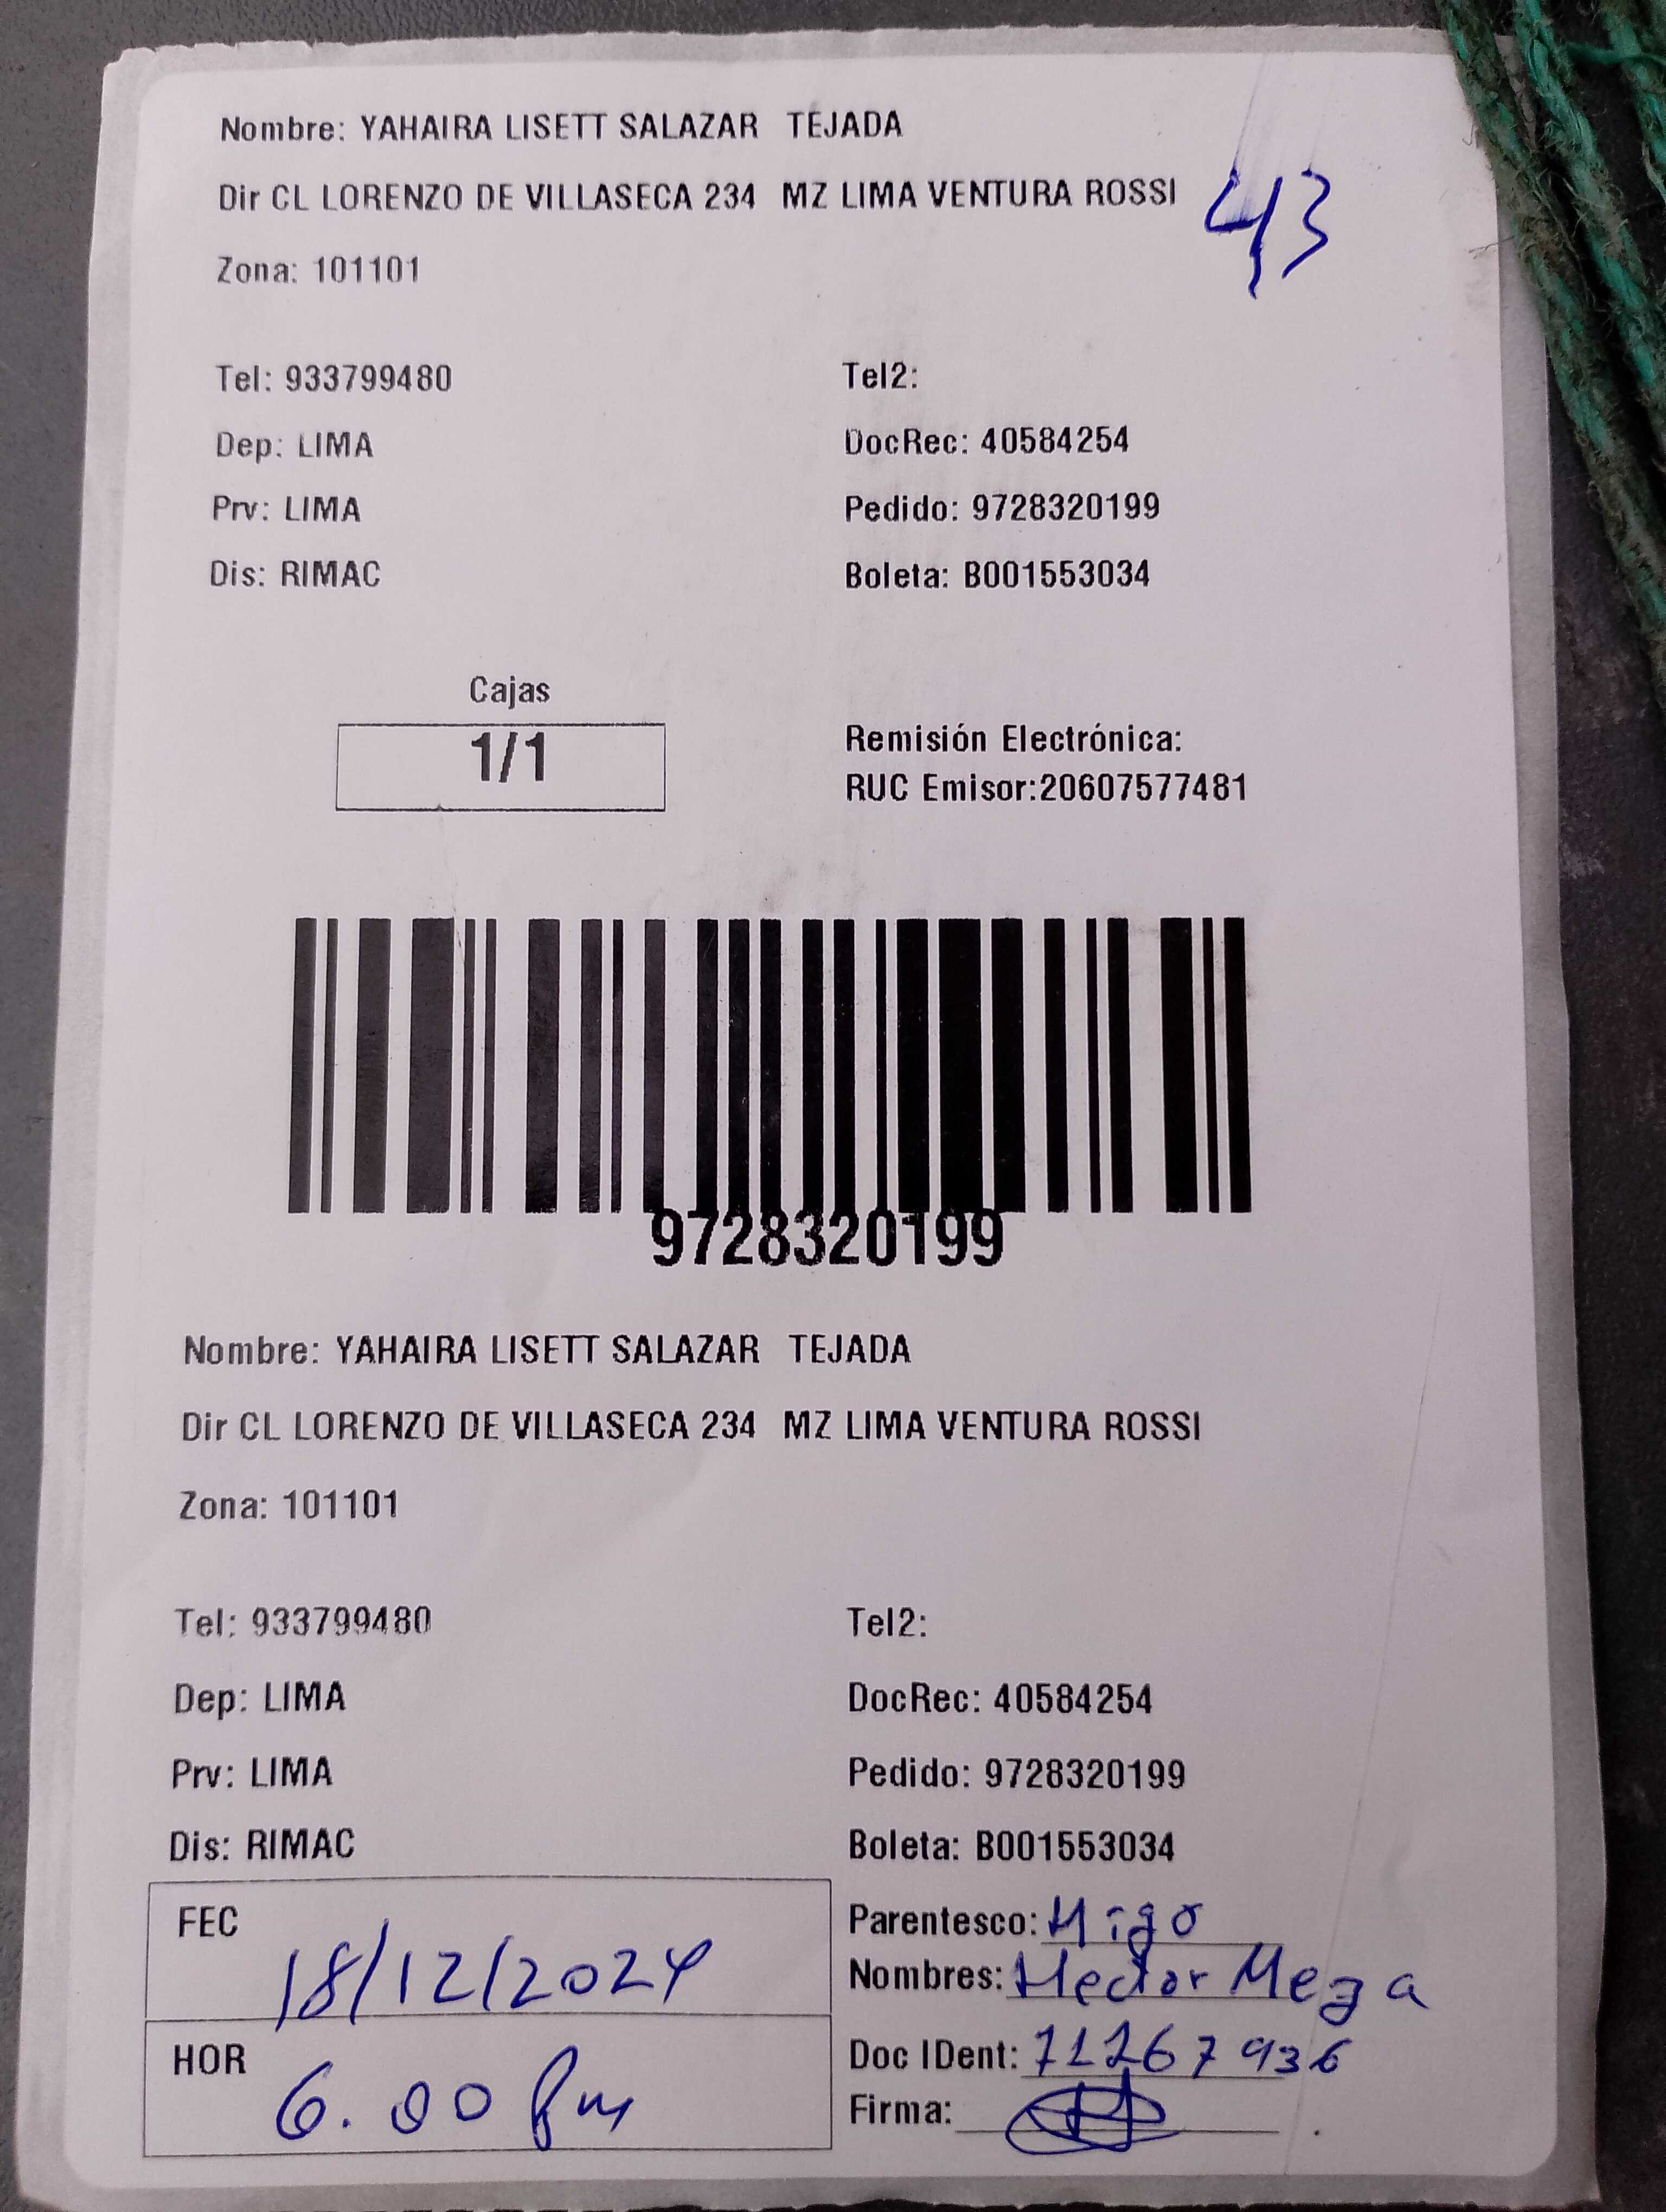 Nombre: YAHAIRA LISETT SALAZAR TEJADA
Dir CL LORENZO DE VILLASECA 234 MZ LIMA VENTURA ROSSI
43
Zona: 101101
Tel: 933799480 Tel2:
Dep: LIMA DocRec: 40584254
Prv: LIMA Pedido: 9728320199
Dis: RIMAC Boleta: B001553034
Cajas
1/1
Remisión Electrónica:
RUC Emisor:20607577481
9728320199
Nombre: YAHAIRA LISETT SALAZAR TEJADA
Dir CL LORENZO DE VILLASECA 234 MZ LIMA VENTURA ROSSI
Zona: 101101
Tel: 933799480 Tel2:
Dep: LIMA DocRec: 40584254
Prv: LIMA Pedido: 9728320199
Dis: RIMAC Boleta: B001553034
FEC 18/12/2024
HOR 6.00 pm
Parentesco: Higo
Nombres: Hector Meza
Doc IDent: 71267936
Firma: